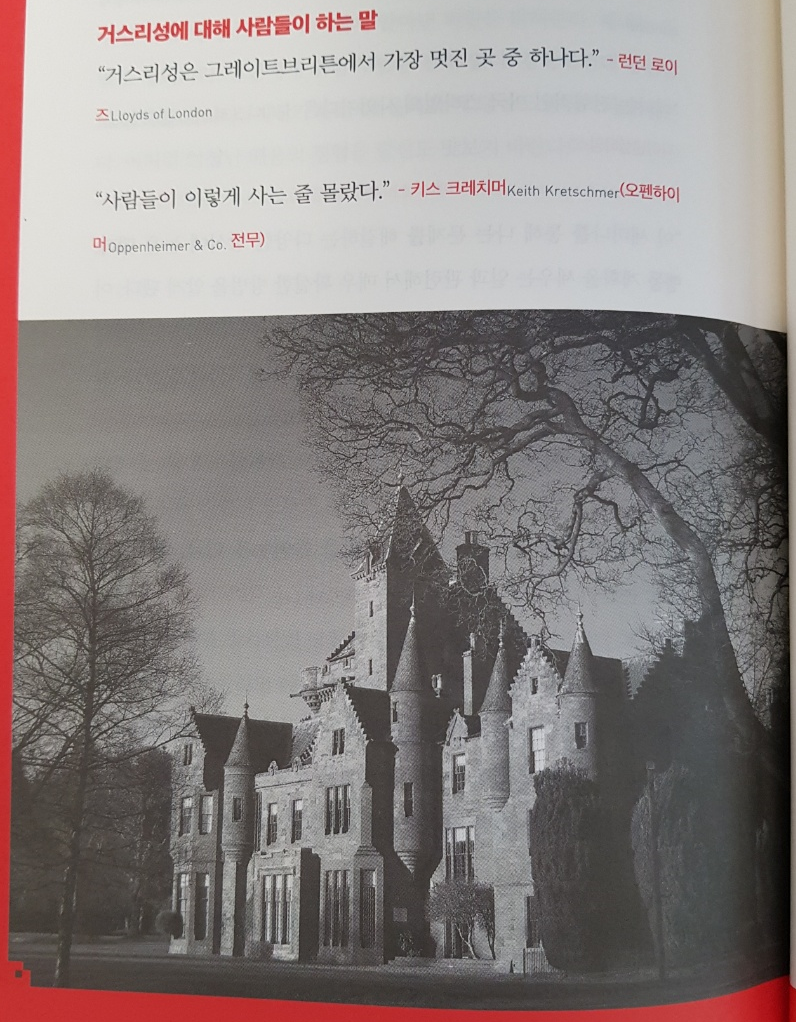 거스리성에 대해 사람들이 하는 말
“거스리성은 그레이트브리튼에서 가장 멋진 곳 중 하나다.” - 런던 로이
즈Lloyds of London
“사람들이 이렇게 사는 줄 몰랐다.” - 키스 크레치머Keith Kretschmer(오펜하이
머Oppenheimer & Co. 전무)